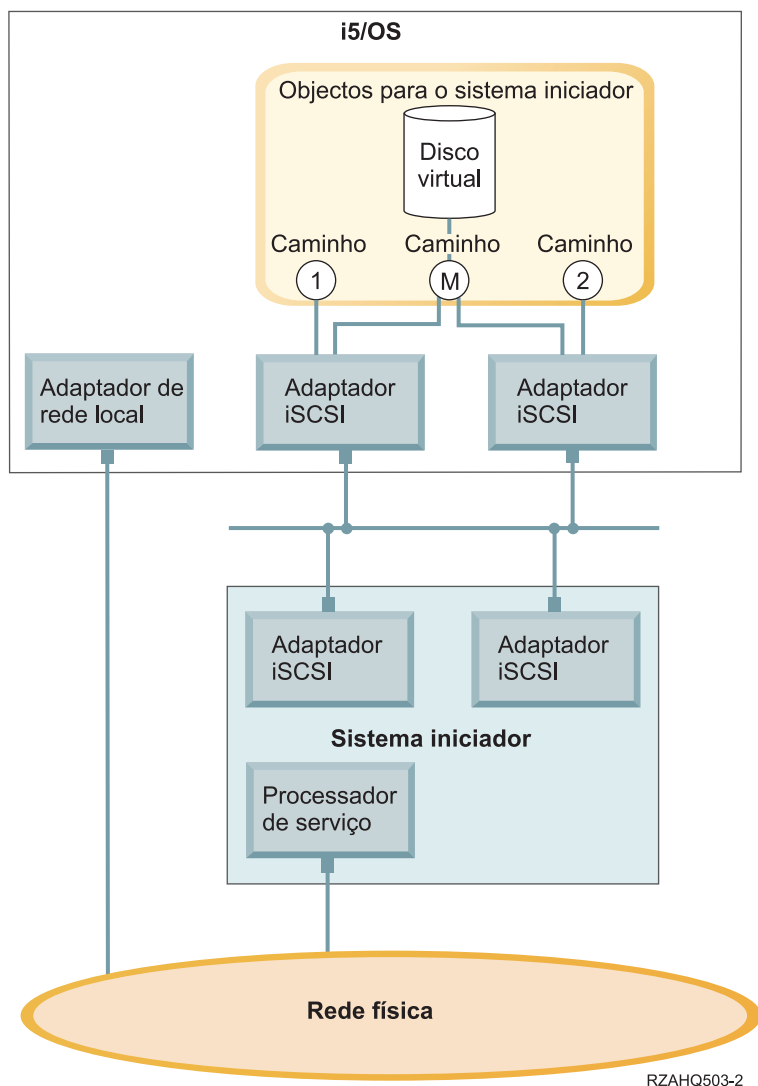 i5/OS
Objectos para o sistema iniciador
Disco
virtual
Caminho
Caminho
Caminho
1
M
2
Adaptador de
rede local
Adaptador
iSCSI
Adaptador
iSCSI
Adaptador
iSCSI
Adaptador
iSCSI
Sistema iniciador
Processador
de serviço
Rede física
RZAHQ503-2